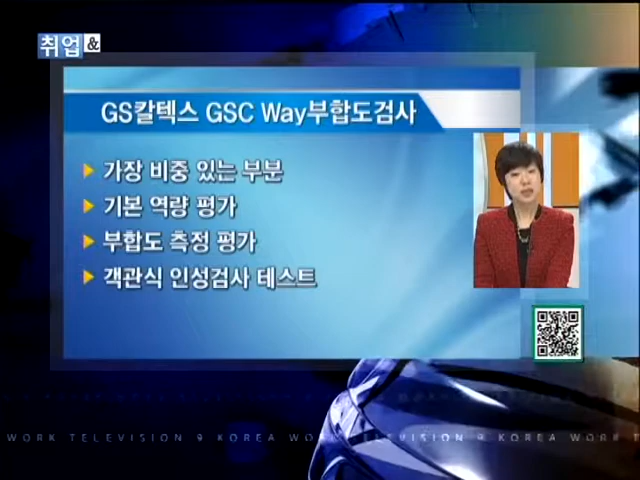 취업 &
GS칼텍스 GSC Way부합도검사
가장 비중 있는 부분
기본 역량 평가
부합도 측정 평가
객관식 인성검사 테스트
WORK TELEVISION 9 KOREA WORK TELEVISION 9 KOREA WORK T